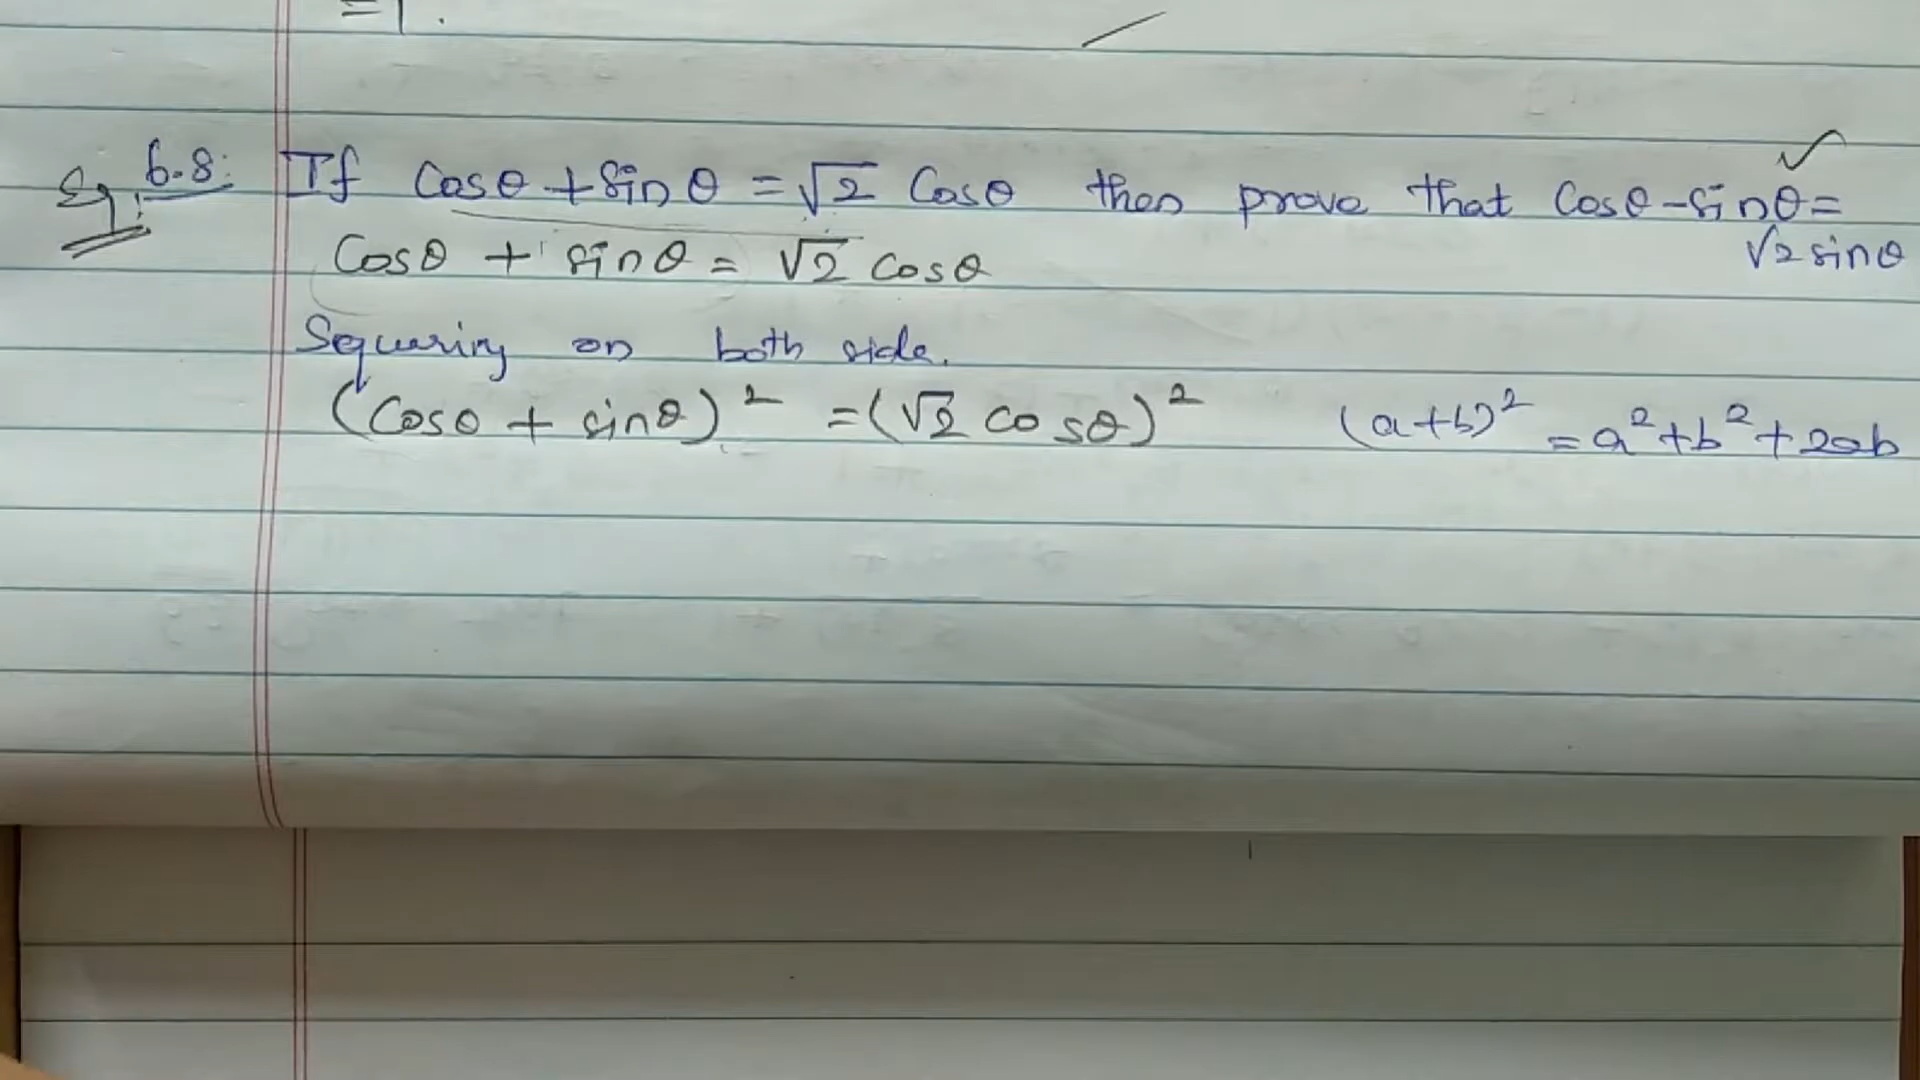 = 1.
Eg: 6.8: If Cosθ + Sin θ = √2 Cosθ then prove that Cosθ - Sinθ =
√2 sinθ
Cosθ + sinθ = √2 cosθ
Squaring on both side.
(Cosθ + sinθ)² = (√2 cosθ)² (a+b)² = a²+b²+2ab